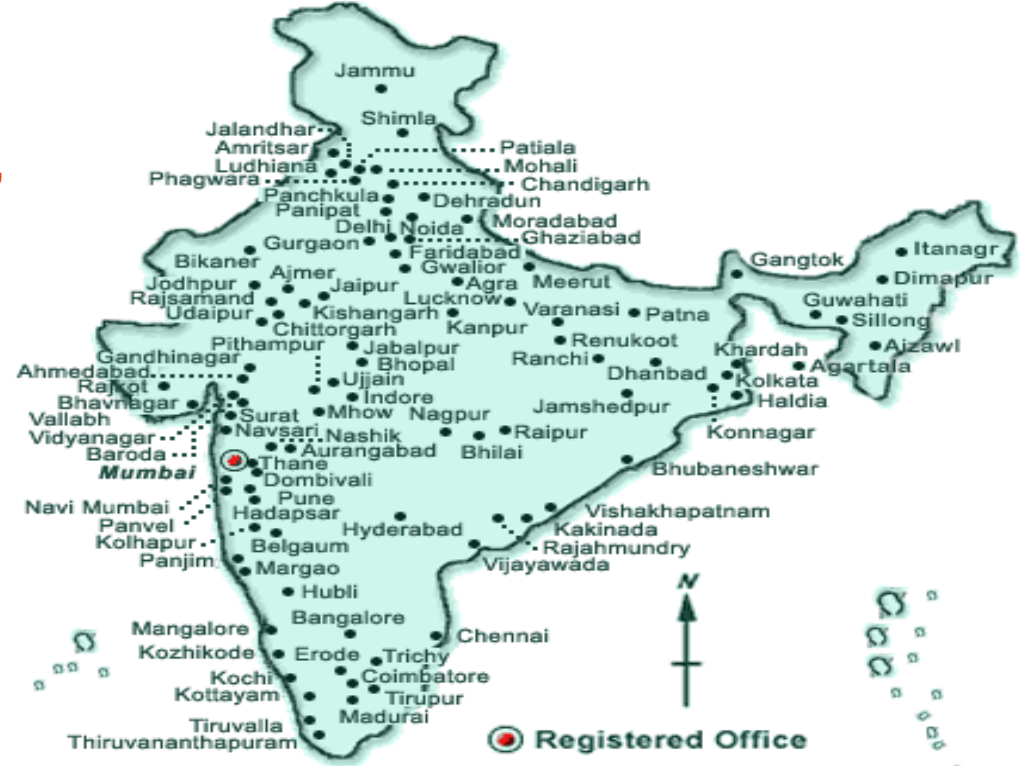 Jammu
Shimla
Jalandhar
Amritsar
Patiala
Ludhiana
Mohali
Phagwara
Chandigarh
Panchkula
Dehradun
Panipat
Moradabad
Delhi
Noida
Ghaziabad
Gurgaon
Faridabad
Itanagr
Bikaner
Gwalior
Gangtok
Ajmer
Dimapur
Jodhpur
Jaipur
Agra
Meerut
Rajsamand
Lucknow
Guwahati
Udaipur
Kishangarh
Varanasi
Patna
Sillong
Chittorgarh
Kanpur
Pithampur
Jabalpur
Renukoot
Aizawl
Gandhinagar
Bhopal
Ranchi
Khardah
Agartala
Ahmedabad
Dhanbad
Rajkot
Ujjain
Kolkata
Bhavnagar
Indore
Haldia
Vallabh
Vidyanagar
Surat
Mhow
Nagpur
Jamshedpur
Navsari
Nashik
Raipur
Konnagar
Baroda
Aurangabad
Bhilai
Mumbai
Thane
Bhubaneshwar
Dombivali
Navi Mumbai
Pune
Panvel
Hadapsar
Vishakhapatnam
Kolhapur
Hyderabad
Kakinada
Belgaum
Rajahmundry
Panjim
Margao
Vijayawada
Hubli
N
Bangalore
Mangalore
Chennai
Kozhikode
Erode
Trichy
Kochi
Coimbatore
Kottayam
Tirupur
Madurai
Tiruvalla
Thiruvananthapuram
Registered Office